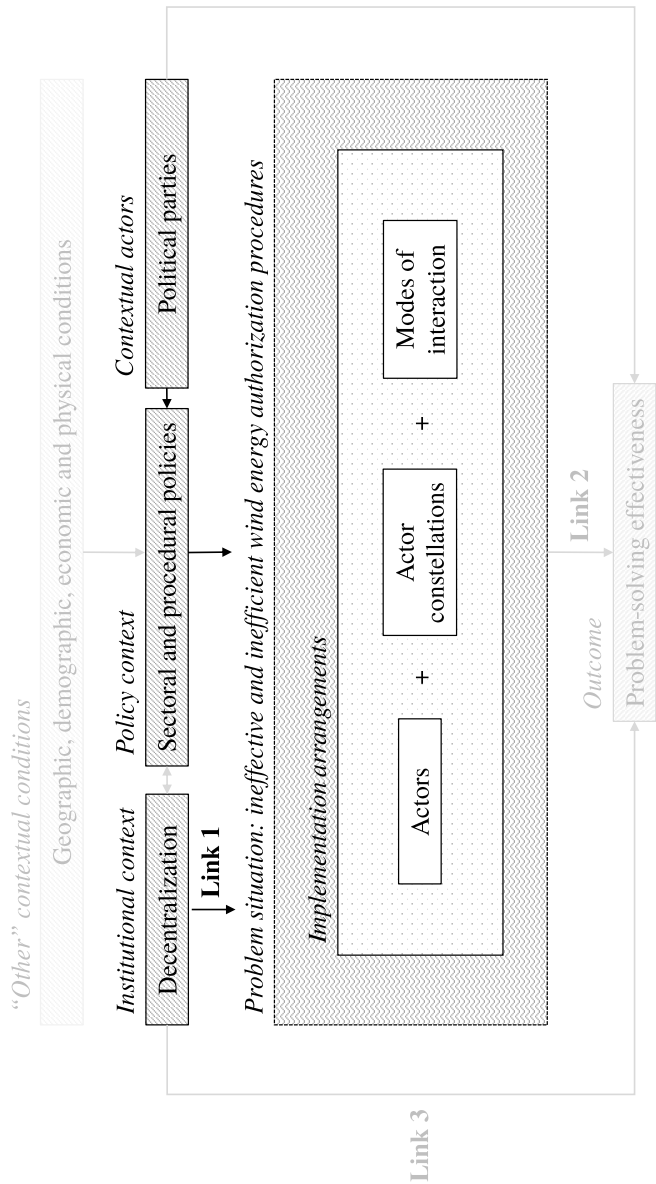 “Other” contextual conditions
Geographic, demographic, economic and physical conditions
Institutional context
Policy context
Contextual actors
Decentralization
Sectoral and procedural policies
Political parties
Link 1
Problem situation: ineffective and inefficient wind energy authorization procedures
Implementation arrangements
Actors
+
Actor
constellations
+
Modes of
interaction
Link 3
Link 2
Outcome
Problem-solving effectiveness